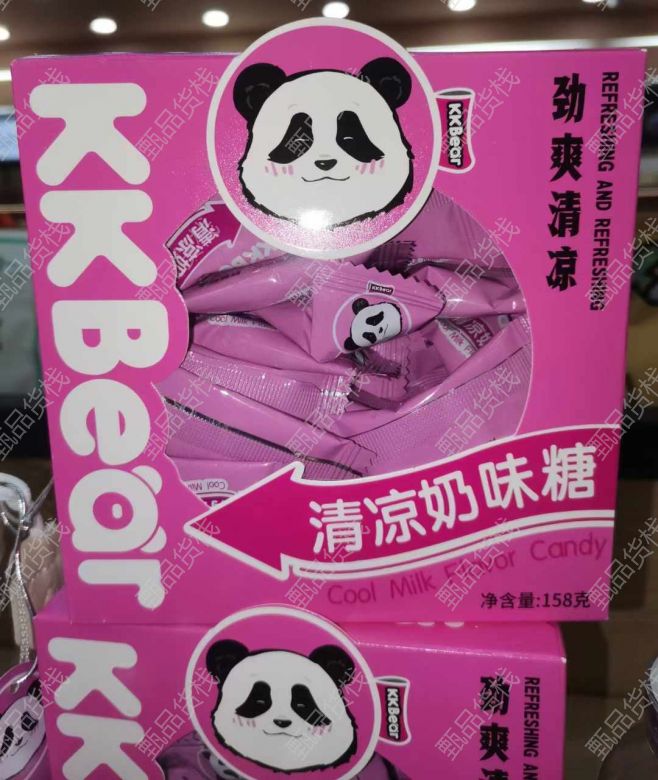 KKBear
KKBear
劲爽清凉
REFRESHING AND REFRESHING
KKBear
清凉奶味糖
Cool Milk Flavor Candy
净含量:158克
KKBear
劲爽清
REFRESHING AN
甄品货栈